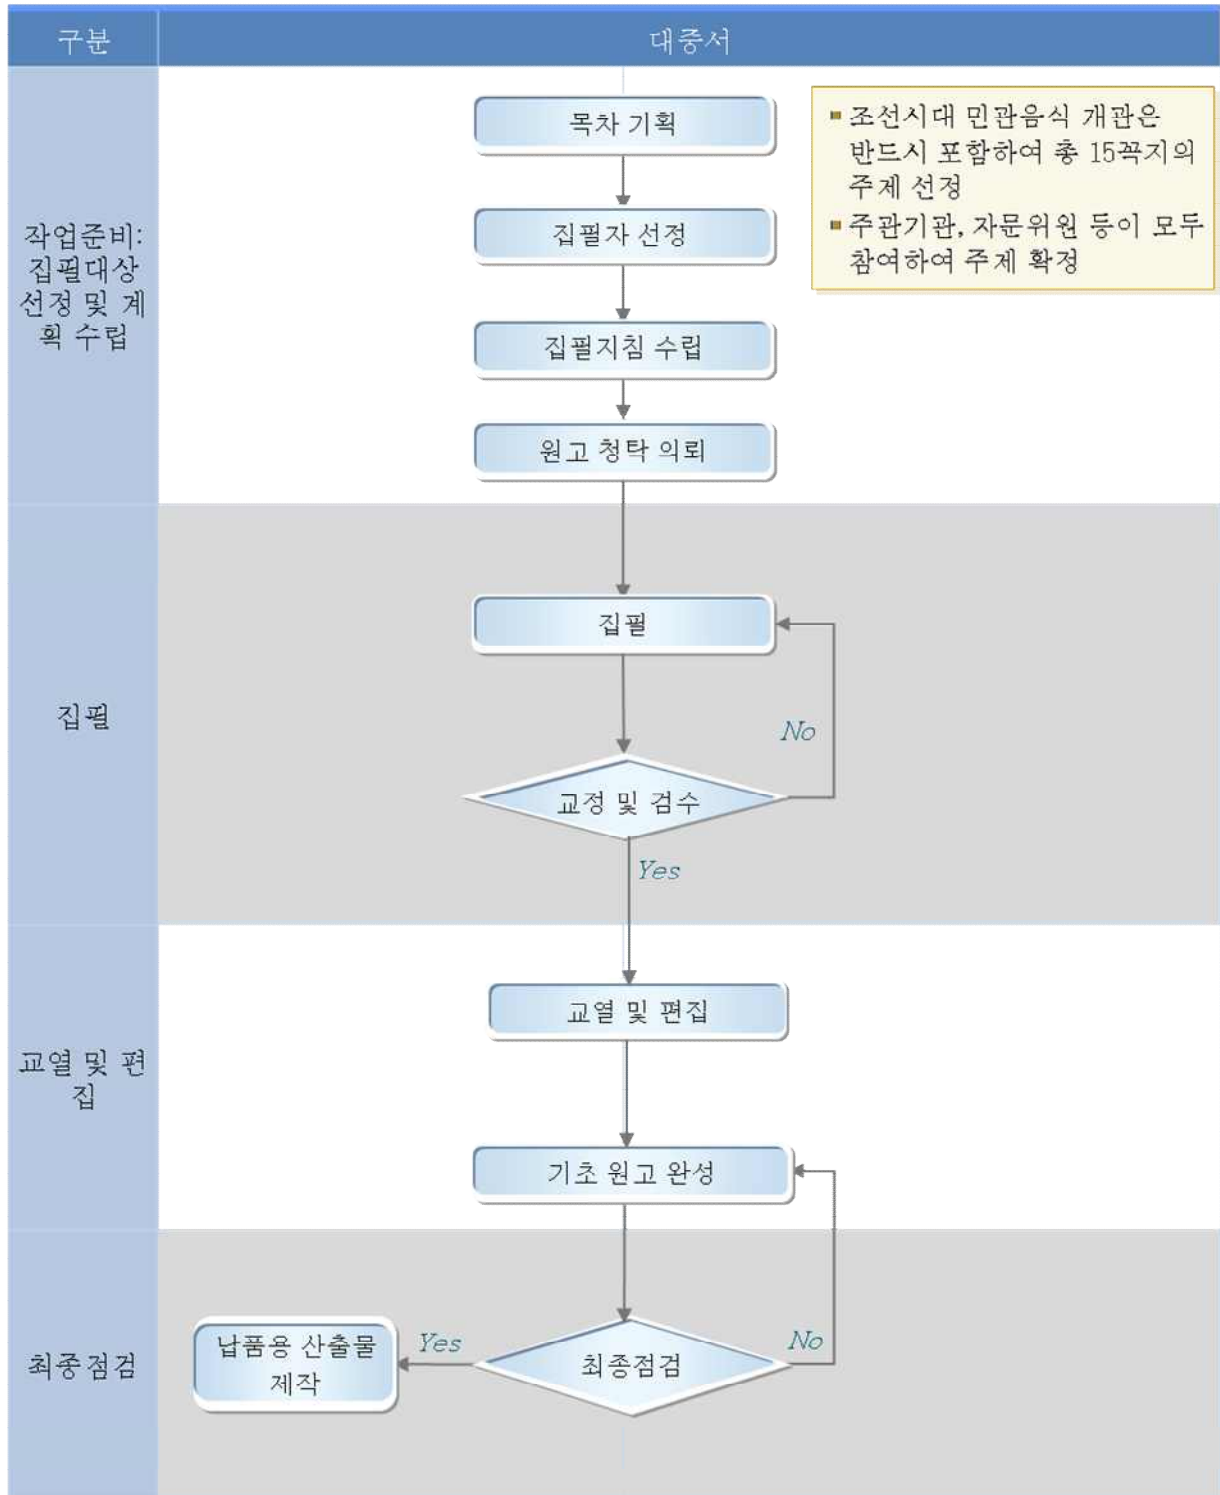 구분
대중서
작업준비:
집필대상
선정 및 계
획 수립
목차 기획
집필자 선정
집필지침 수립
원고 청탁 의뢰
조선시대 민관음식 개관은
반드시 포함하여 총 15꼭지의
주제 선정
주관기관, 자문위원 등이 모두
참여하여 주제 확정
집필
집필
No
교정 및 검수
Yes
교열 및 편
집
교열 및 편집
기초 원고 완성
최종점검
납품용 산출물
제작
Yes
최종점검
No